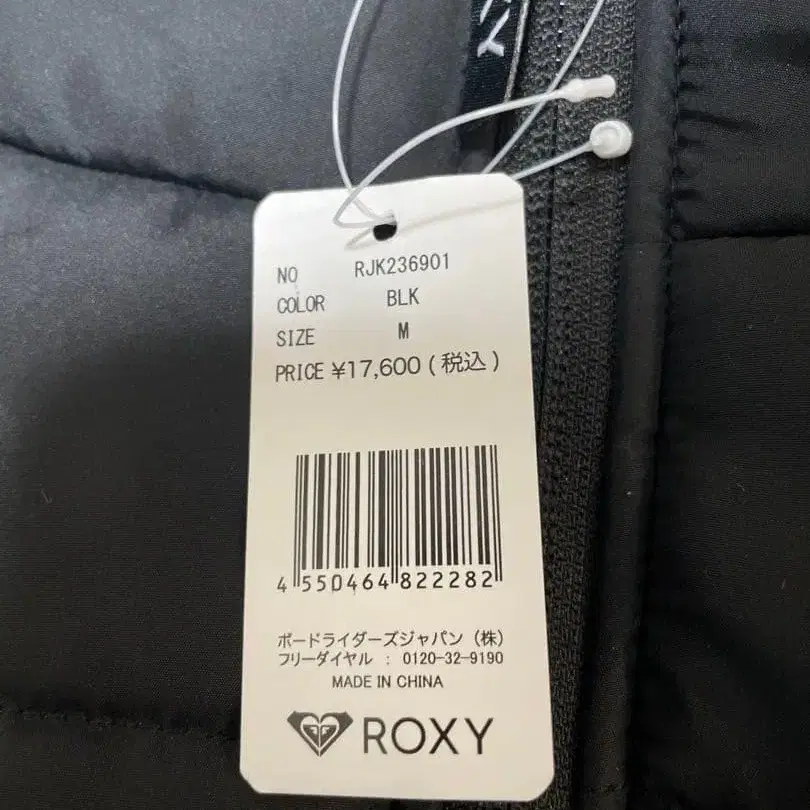 NO RJK236901
COLOR BLK
SIZE M
PRICE ¥17,600 (税込)
4 550464 822282
ボードライダーズジャパン (株)
フリーダイヤル : 0120-32-9190
MADE IN CHINA
ROXY